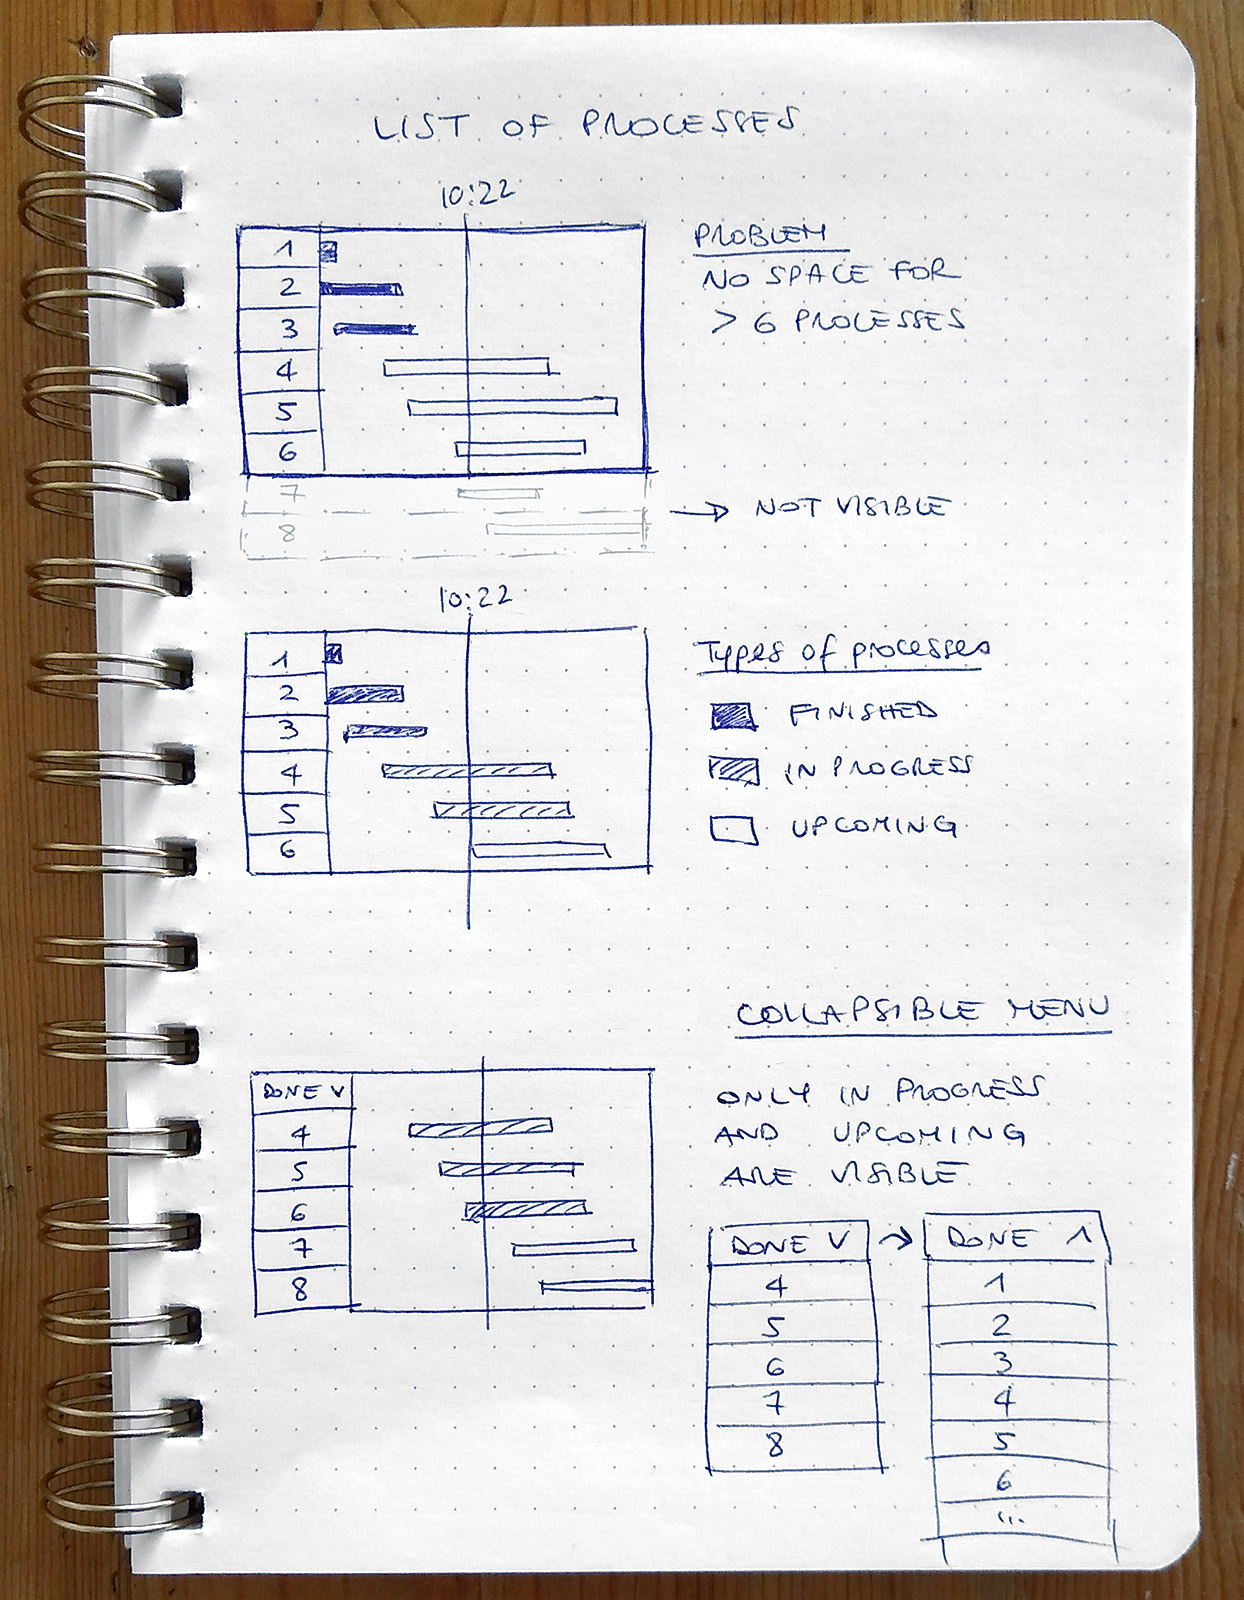 LIST OF PROCESSES
10:22
1
2
3
4
5
6
7
8
PROBLEM
NO SPACE FOR
> 6 PROCESSES
→ NOT VISIBLE
10:22
1
2
3
4
5
6
Types of processes
FINISHED
IN PROGRESS
UPCOMING
COLLAPSIBLE MENU
DONE V
4
5
6
7
8
ONLY IN PROGRESS
AND UPCOMING
ARE VISIBLE
DONE V → DONE Λ
4
5
6
7
8
1
2
3
4
5
6
...